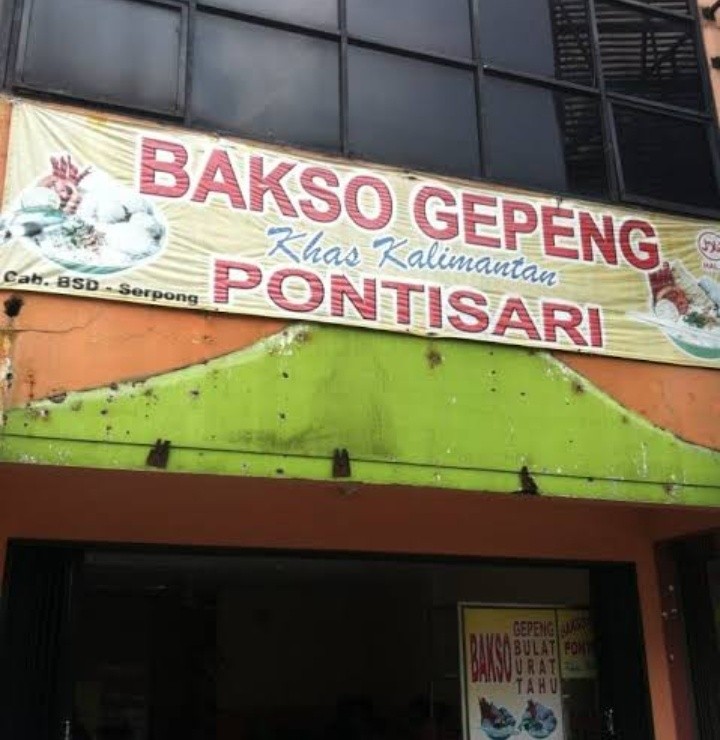 BAKSO GEPENG
Khas Kalimantan
PONTISARI
Cab. BSD - Serpong
BAKSO
GEPENG
BULAT
URAT
TAHU